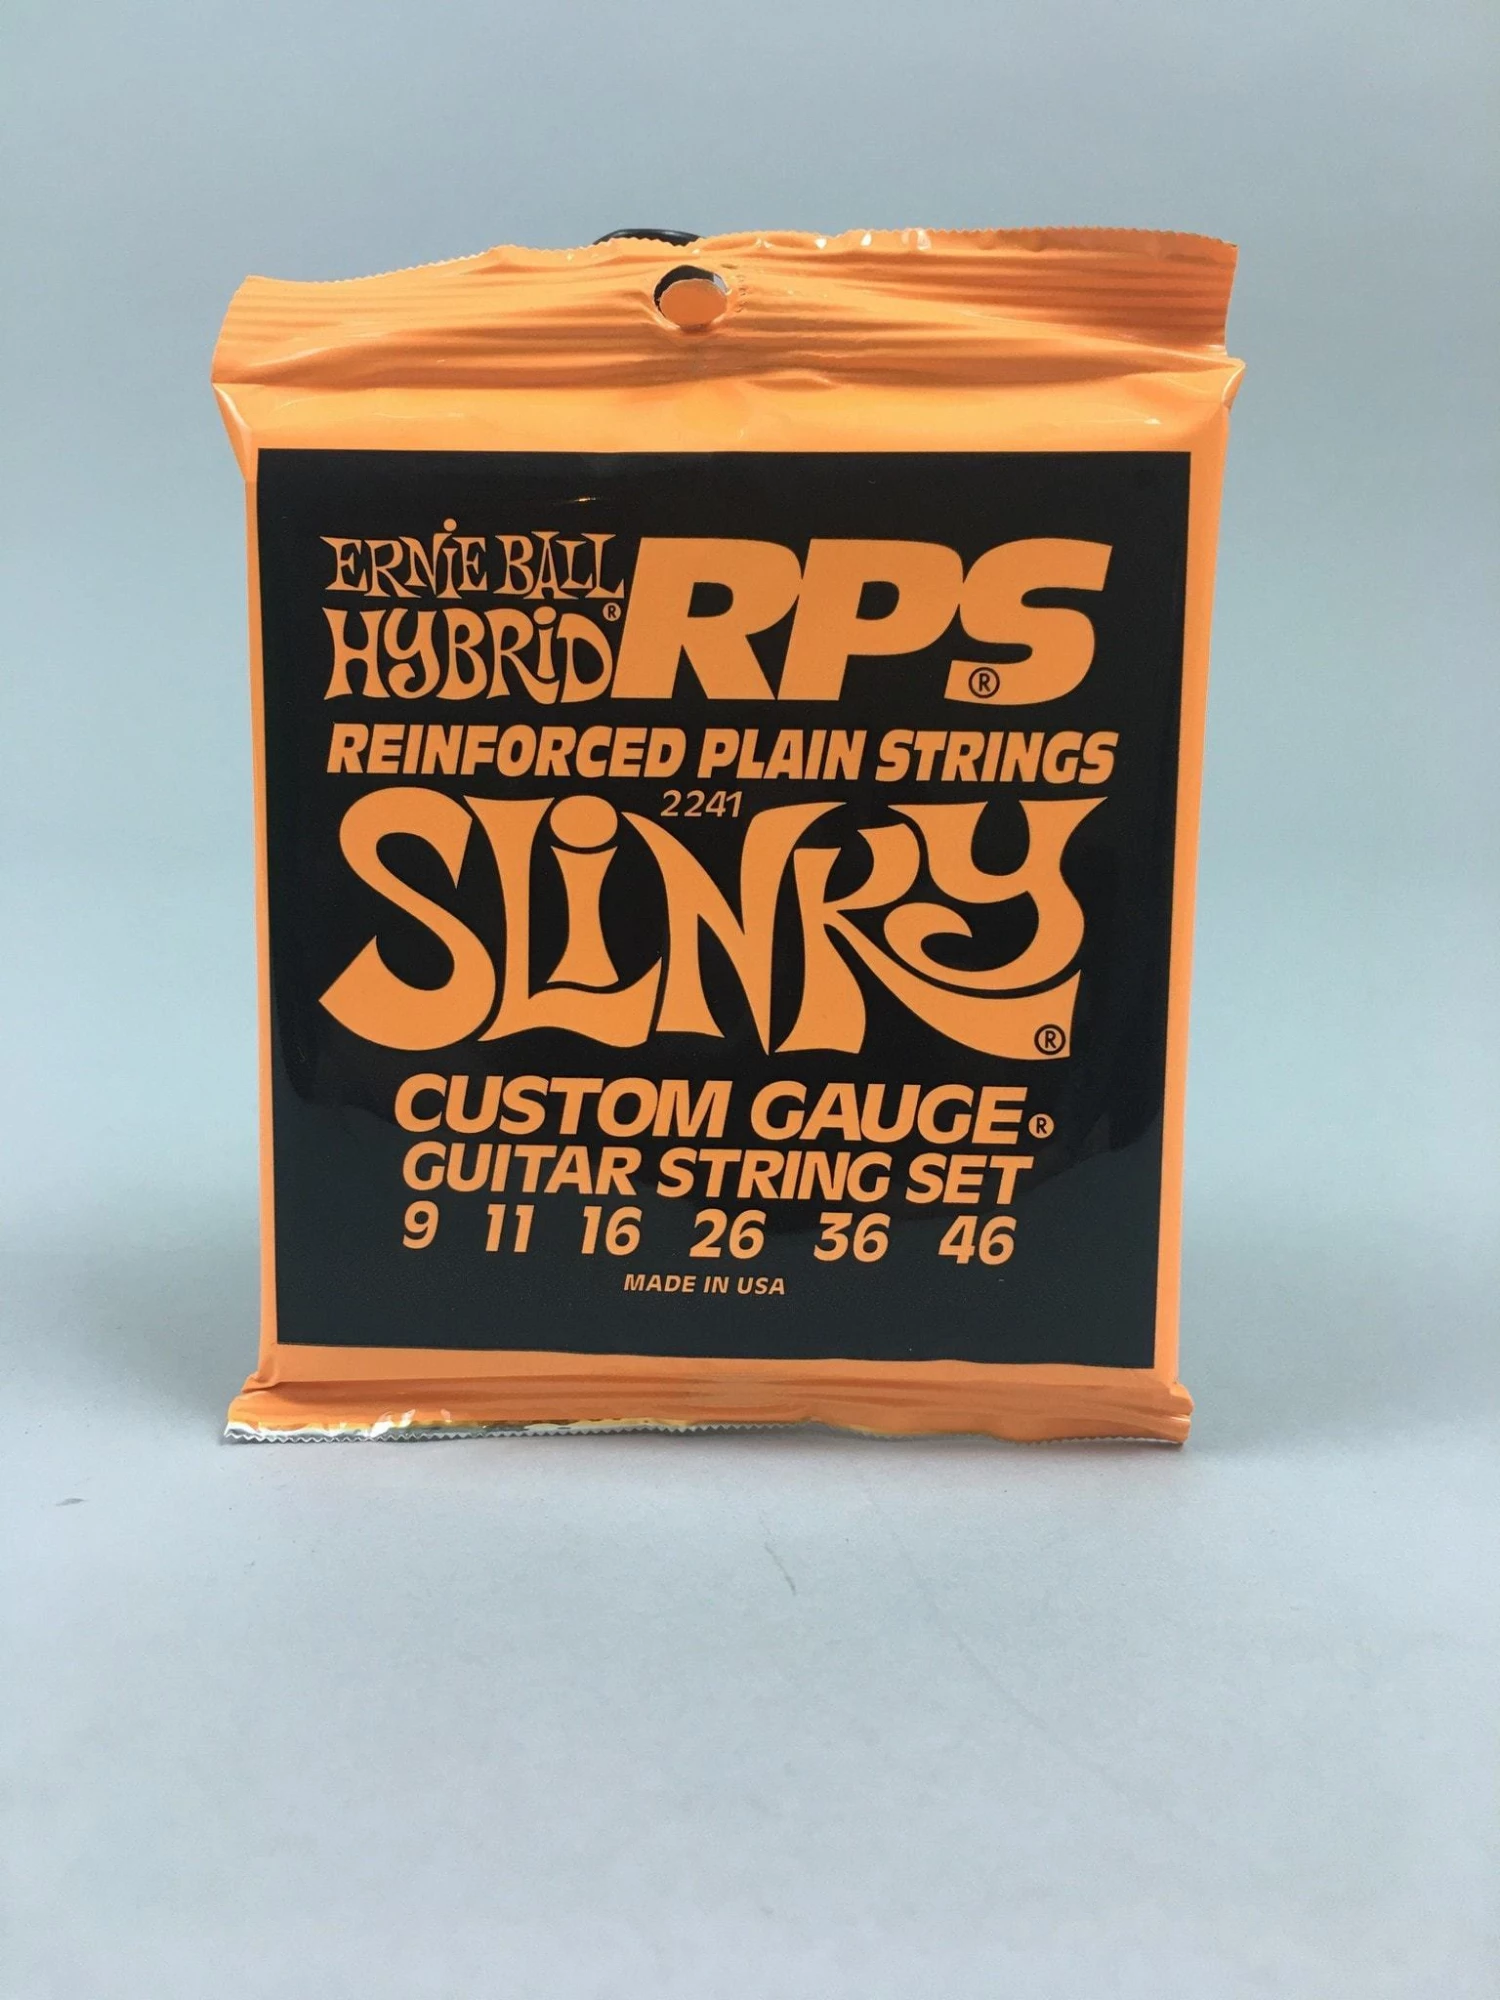 ERNIE BALL
HYBRID® RPS®
REINFORCED PLAIN STRINGS
2241
SLINKY®
CUSTOM GAUGE®
GUITAR STRING SET
9 11 16 26 36 46
MADE IN USA